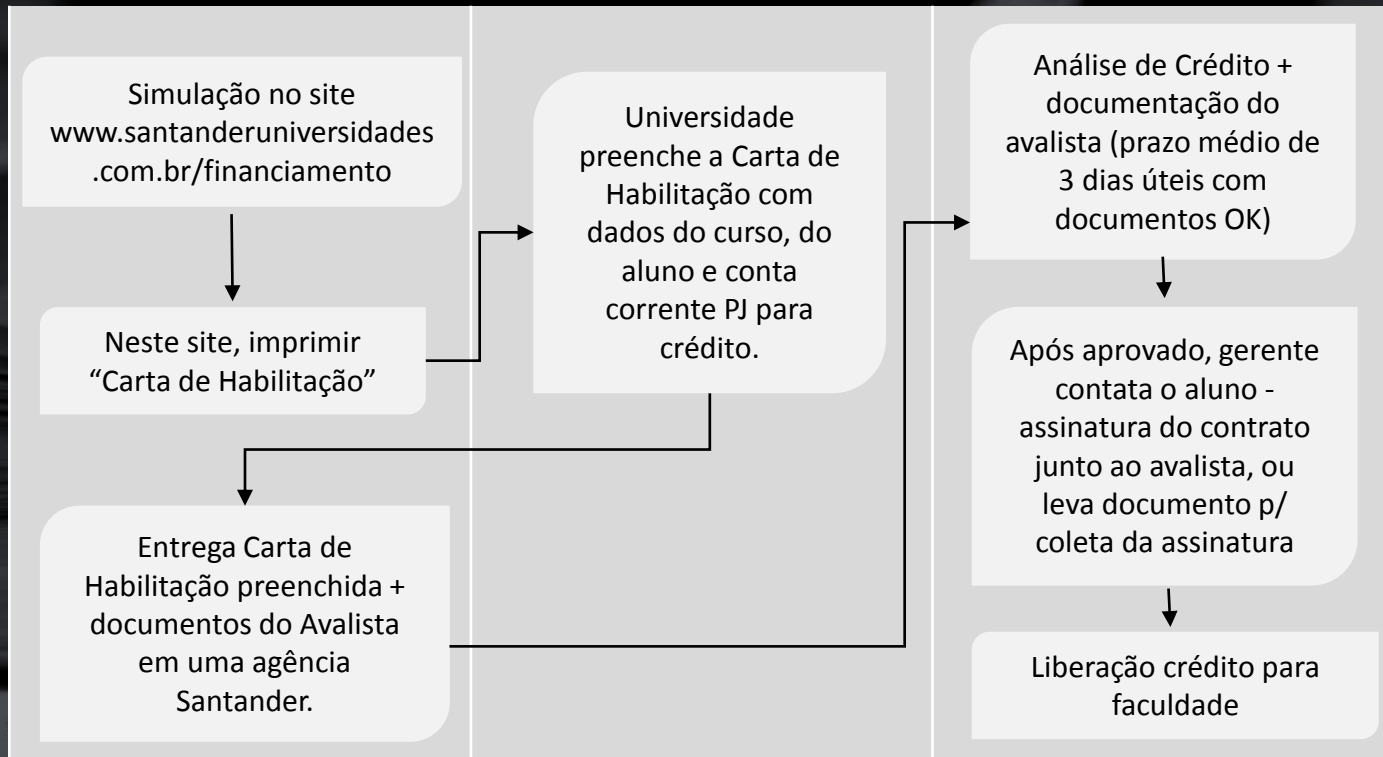 Simulação no site
www.santanderuniversidades
.com.br/financiamento
Neste site, imprimir
“Carta de Habilitação”
Universidade
preenche a Carta de
Habilitação com
dados do curso, do
aluno e conta
corrente PJ para
crédito.
Entrega Carta de
Habilitação preenchida +
documentos do Avalista
em uma agência
Santander.
Análise de Crédito +
documentação do
avalista (prazo médio de
3 dias úteis com
documentos OK)
Após aprovado, gerente
contata o aluno -
assinatura do contrato
junto ao avalista, ou
leva documento p/
coleta da assinatura
Liberação crédito para
faculdade